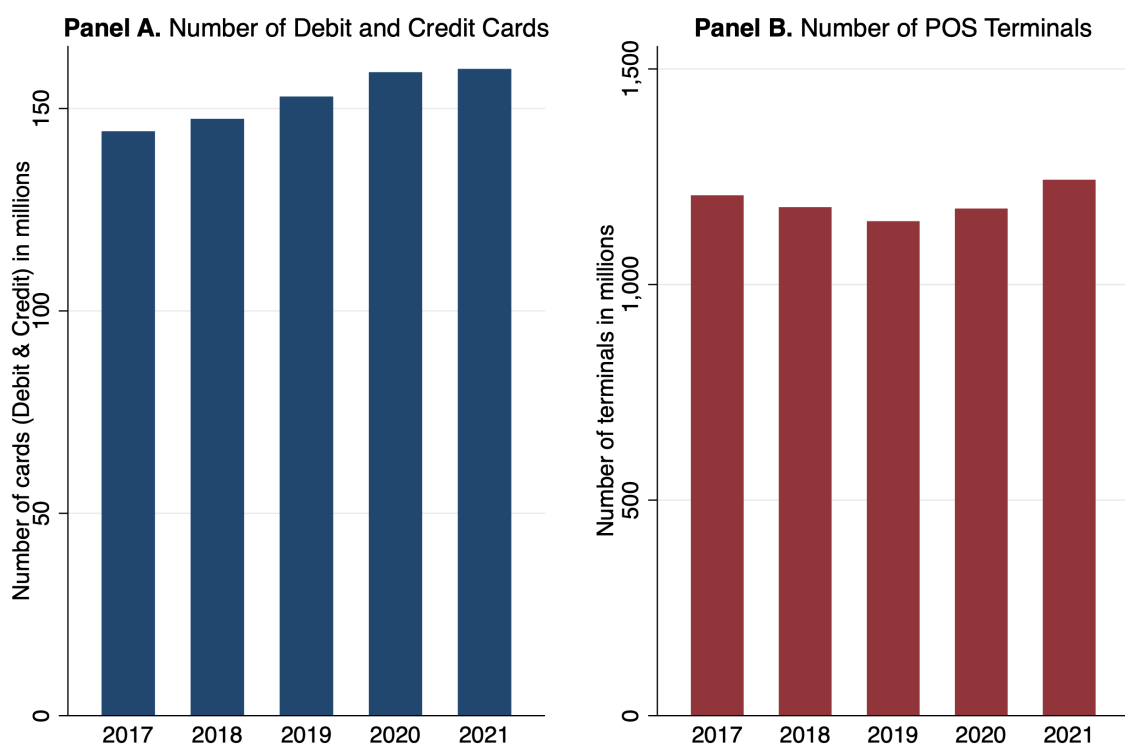 Panel A. Number of Debit and Credit Cards
Number of cards (Debit & Credit) in millions
150
100
50
0
2017 2018 2019 2020 2021
Panel B. Number of POS Terminals
Number of terminals in millions
1,500
1,000
500
0
2017 2018 2019 2020 2021